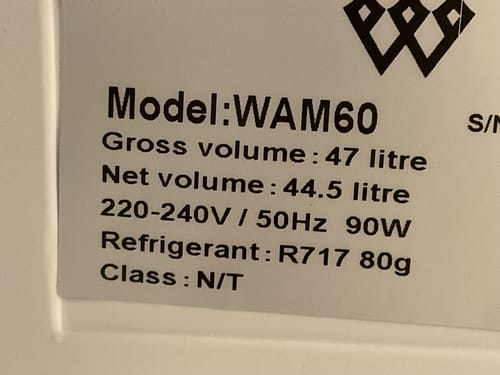 Model:WAM60
S/N
Gross volume : 47 litre
Net volume : 44.5 litre
220-240V / 50Hz 90W
Refrigerant : R717 80g
Class : N/T